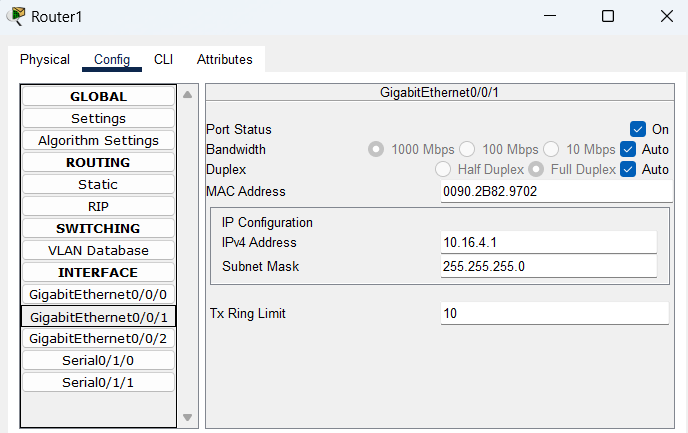 Router1
Physical Config CLI Attributes
GLOBAL
Settings
Algorithm Settings
ROUTING
Static
RIP
SWITCHING
VLAN Database
INTERFACE
GigabitEthernet0/0/0
GigabitEthernet0/0/1
GigabitEthernet0/0/2
Serial0/1/0
Serial0/1/1
GigabitEthernet0/0/1
Port Status On
Bandwidth 1000 Mbps 100 Mbps 10 Mbps Auto
Duplex Half Duplex Full Duplex Auto
MAC Address 0090.2B82.9702
IP Configuration
IPv4 Address 10.16.4.1
Subnet Mask 255.255.255.0
Tx Ring Limit 10